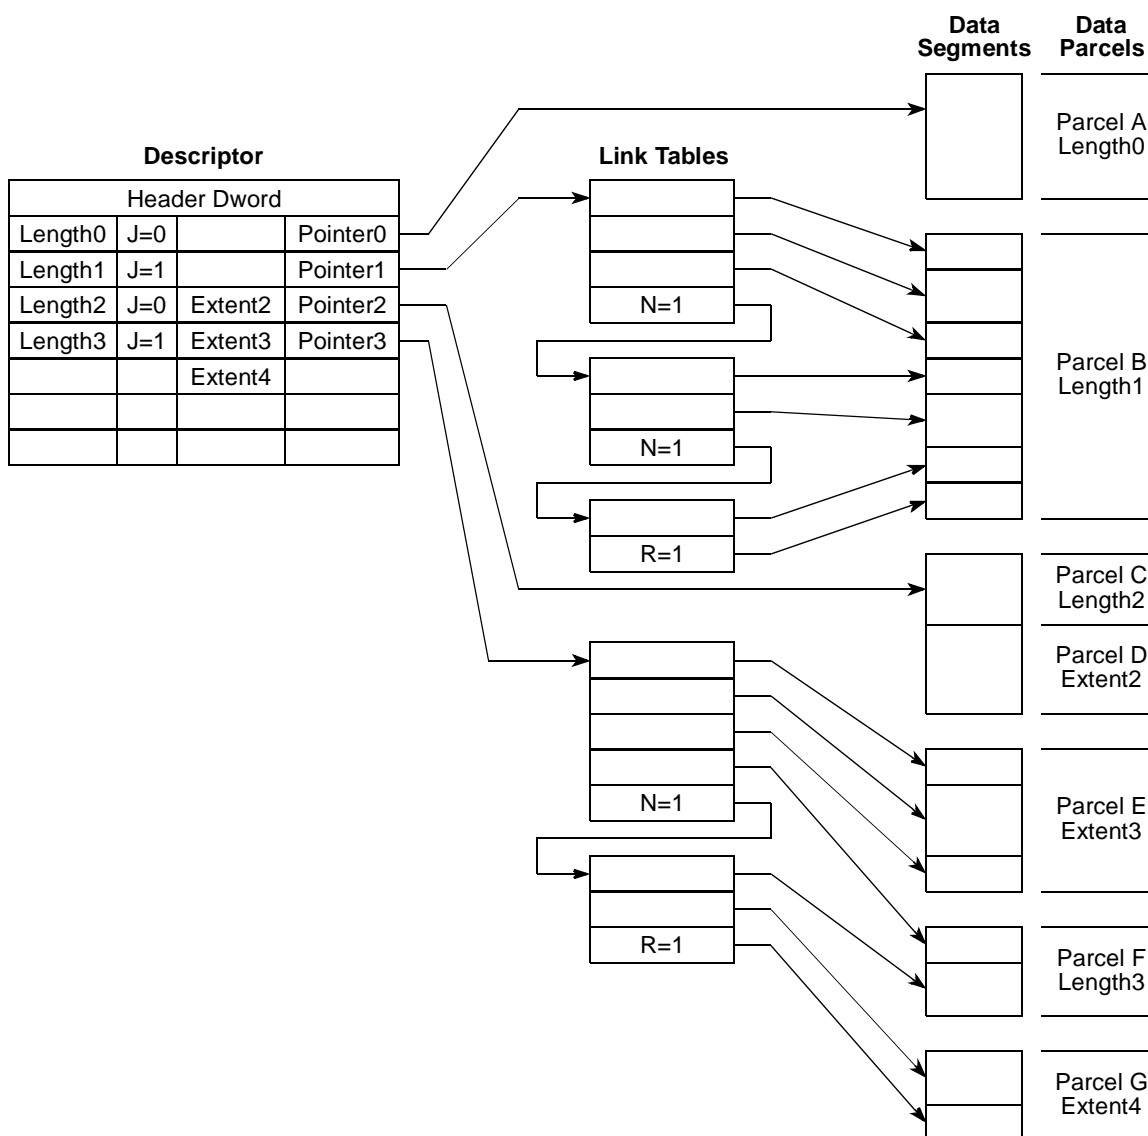 Data Segments
Data Parcels
Descriptor
Link Tables
Header Dword
Length0 J=0 Pointer0
Length1 J=1 Pointer1
Length2 J=0 Extent2 Pointer2
Length3 J=1 Extent3 Pointer3
Extent4
N=1
N=1
R=1
N=1
R=1
Parcel A
Length0
Parcel B
Length1
Parcel C
Length2
Parcel D
Extent2
Parcel E
Extent3
Parcel F
Length3
Parcel G
Extent4